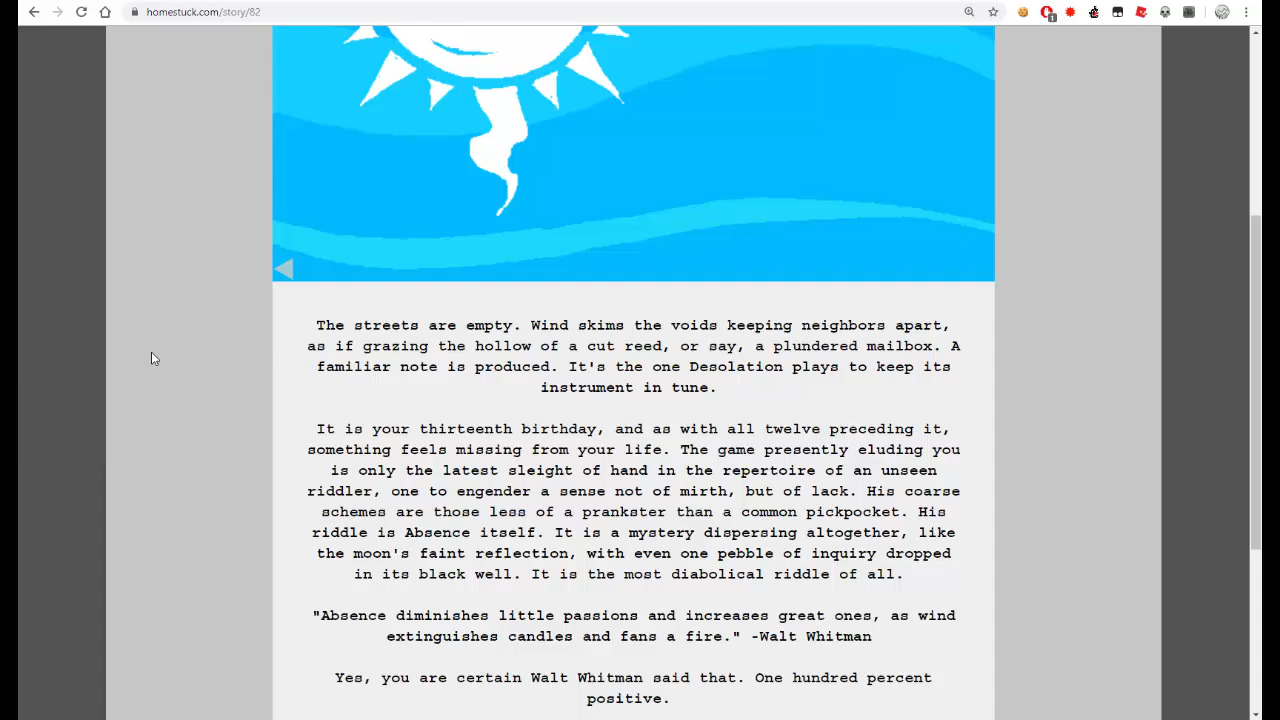 homestuck.com/story/82
1
The streets are empty. Wind skims the voids keeping neighbors apart,
as if grazing the hollow of a cut reed, or say, a plundered mailbox. A
familiar note is produced. It's the one Desolation plays to keep its
instrument in tune.
It is your thirteenth birthday, and as with all twelve preceding it,
something feels missing from your life. The game presently eluding you
is only the latest sleight of hand in the repertoire of an unseen
riddler, one to engender a sense not of mirth, but of lack. His coarse
schemes are those less of a prankster than a common pickpocket. His
riddle is Absence itself. It is a mystery dispersing altogether, like
the moon's faint reflection, with even one pebble of inquiry dropped
in its black well. It is the most diabolical riddle of all.
"Absence diminishes little passions and increases great ones, as wind
extinguishes candles and fans a fire." -Walt Whitman
Yes, you are certain Walt Whitman said that. One hundred percent
positive.